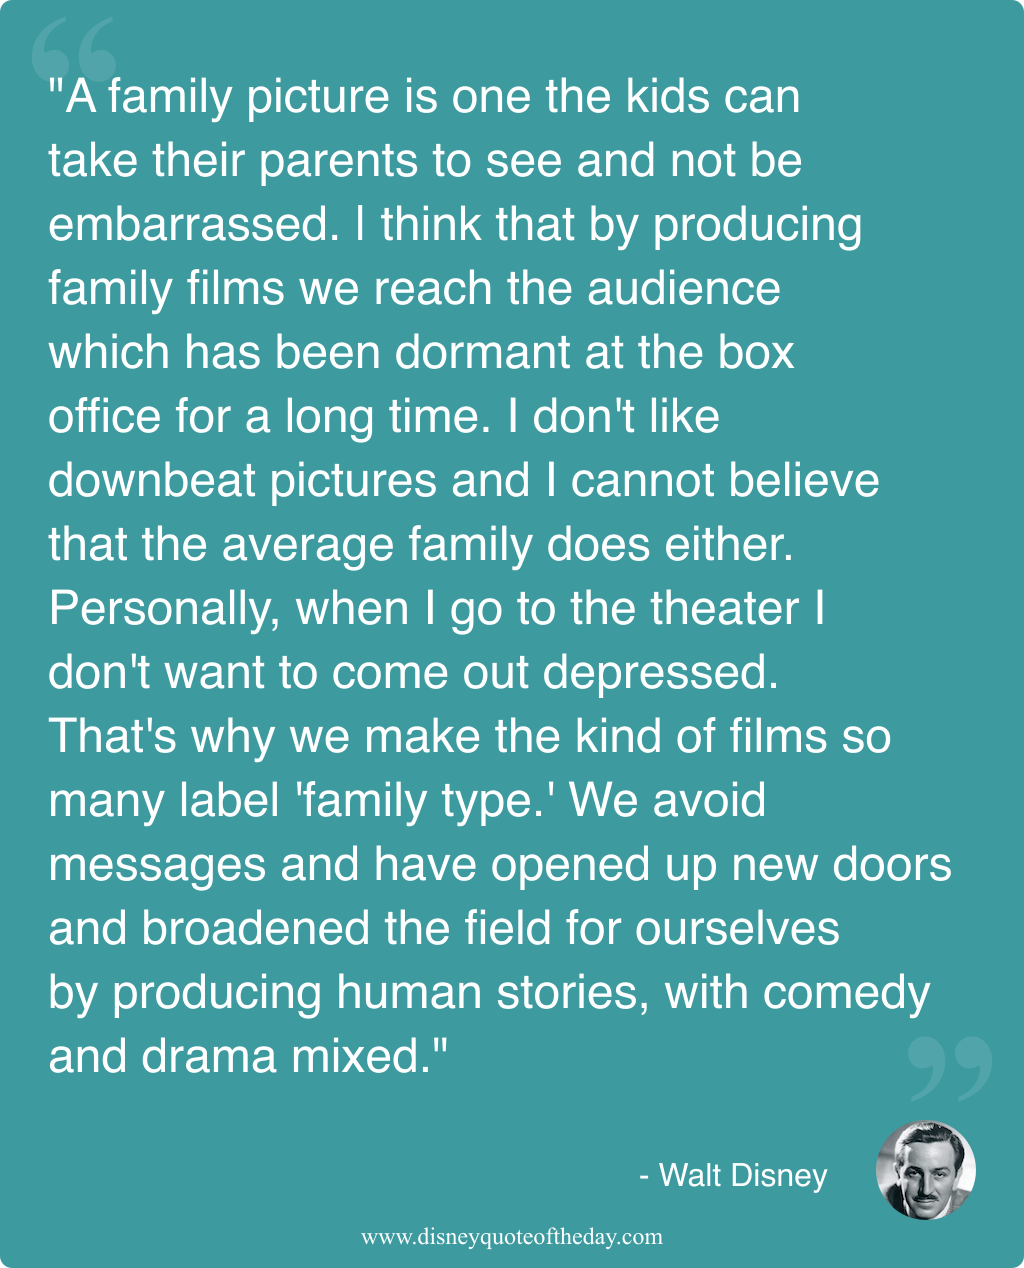 "A family picture is one the kids can
take their parents to see and not be
embarrassed. I think that by producing
family films we reach the audience
which has been dormant at the box
office for a long time. I don't like
downbeat pictures and I cannot believe
that the average family does either.
Personally, when I go to the theater I
don't want to come out depressed.
That's why we make the kind of films so
many label 'family type.' We avoid
messages and have opened up new doors
and broadened the field for ourselves
by producing human stories, with comedy
and drama mixed."
- Walt Disney
www.disneyquoteoftheday.com